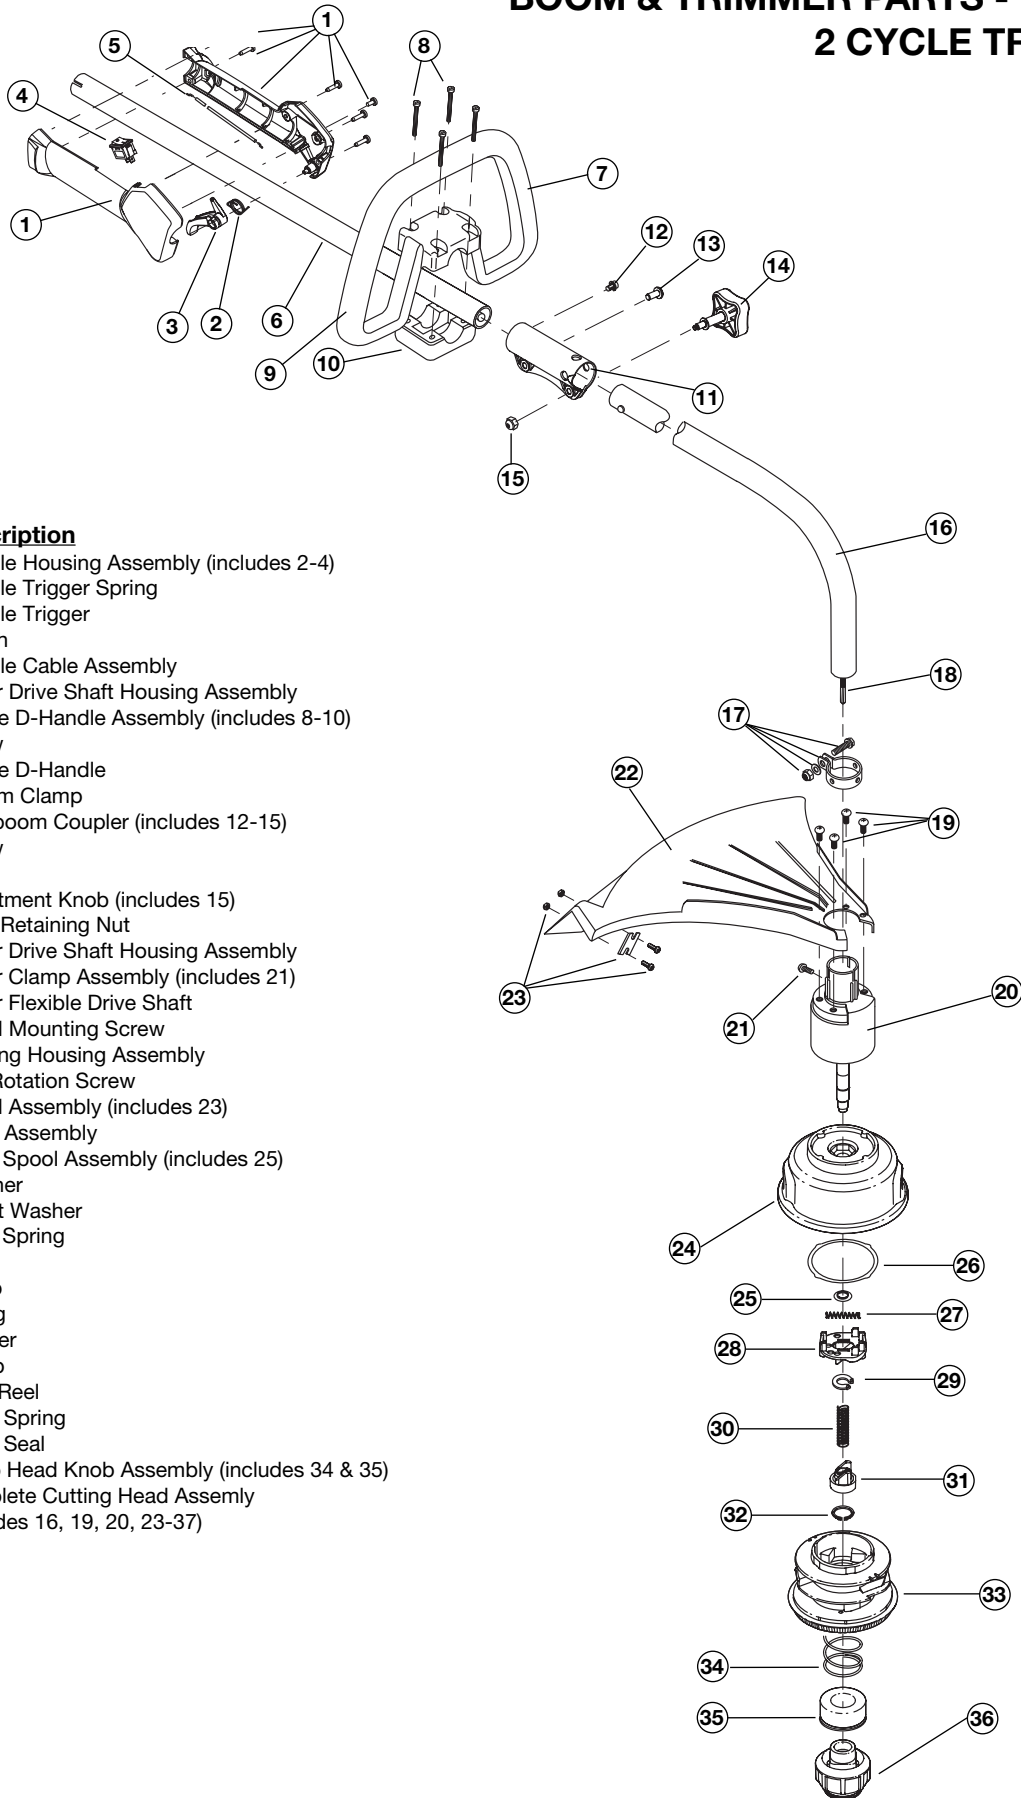 BOOM & TRIMMER PARTS -
2 CYCLE TR
1
5
8
4
7
1
12
13
14
3
2
6
9
10
11
15
cription
le Housing Assembly (includes 2-4)
le Trigger Spring
le Trigger
h
le Cable Assembly
r Drive Shaft Housing Assembly
e D-Handle Assembly (includes 8-10)
w
e D-Handle
m Clamp
boom Coupler (includes 12-15)
w
tment Knob (includes 15)
Retaining Nut
r Drive Shaft Housing Assembly
r Clamp Assembly (includes 21)
r Flexible Drive Shaft
d Mounting Screw
ng Housing Assembly
Rotation Screw
d Assembly (includes 23)
Assembly
Spool Assembly (includes 25)
her
t Washer
Spring
o
g
er
o
Reel
Spring
Seal
o Head Knob Assembly (includes 34 & 35)
plete Cutting Head Assemly
des 16, 19, 20, 23-37)
16
18
17
22
19
23
21
20
24
26
25
27
28
29
30
31
32
33
34
35
36